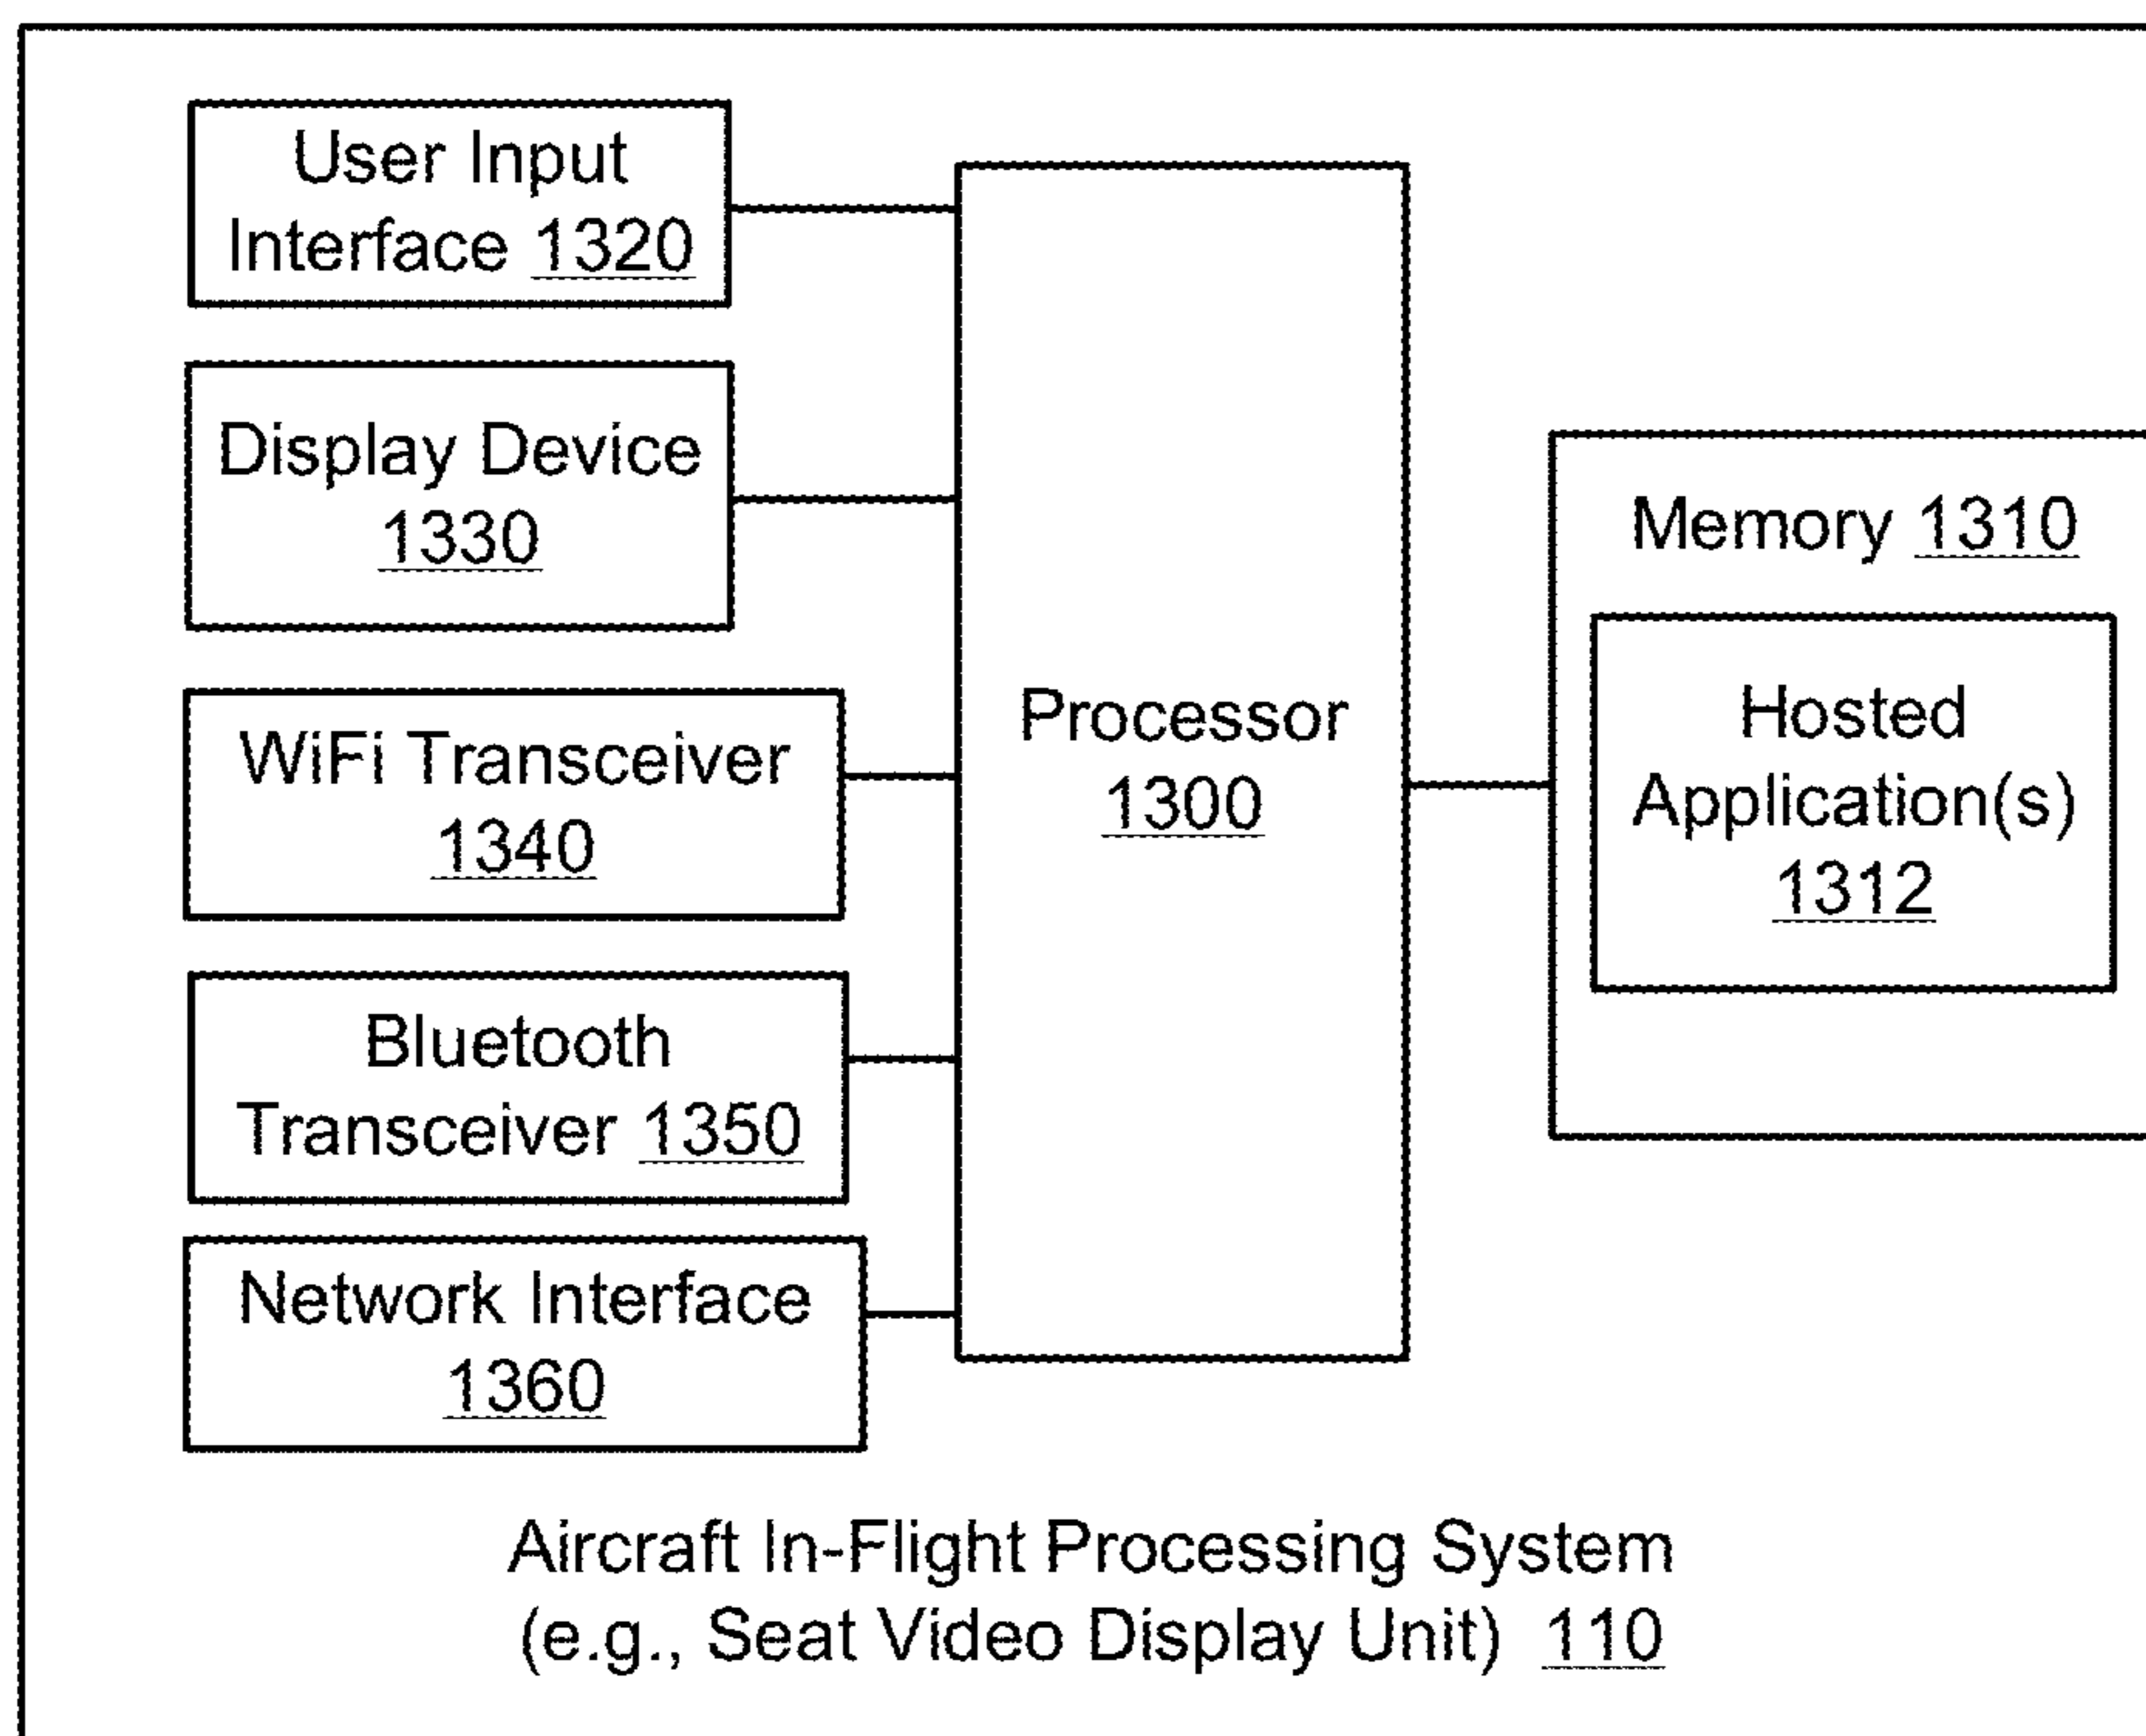 User Input
Interface 1320
Display Device
1330
WiFi Transceiver
1340
Bluetooth
Transceiver 1350
Network Interface
1360
Processor
1300
Memory 1310
Hosted
Application(s)
1312
Aircraft In-Flight Processing System
(e.g., Seat Video Display Unit) 110